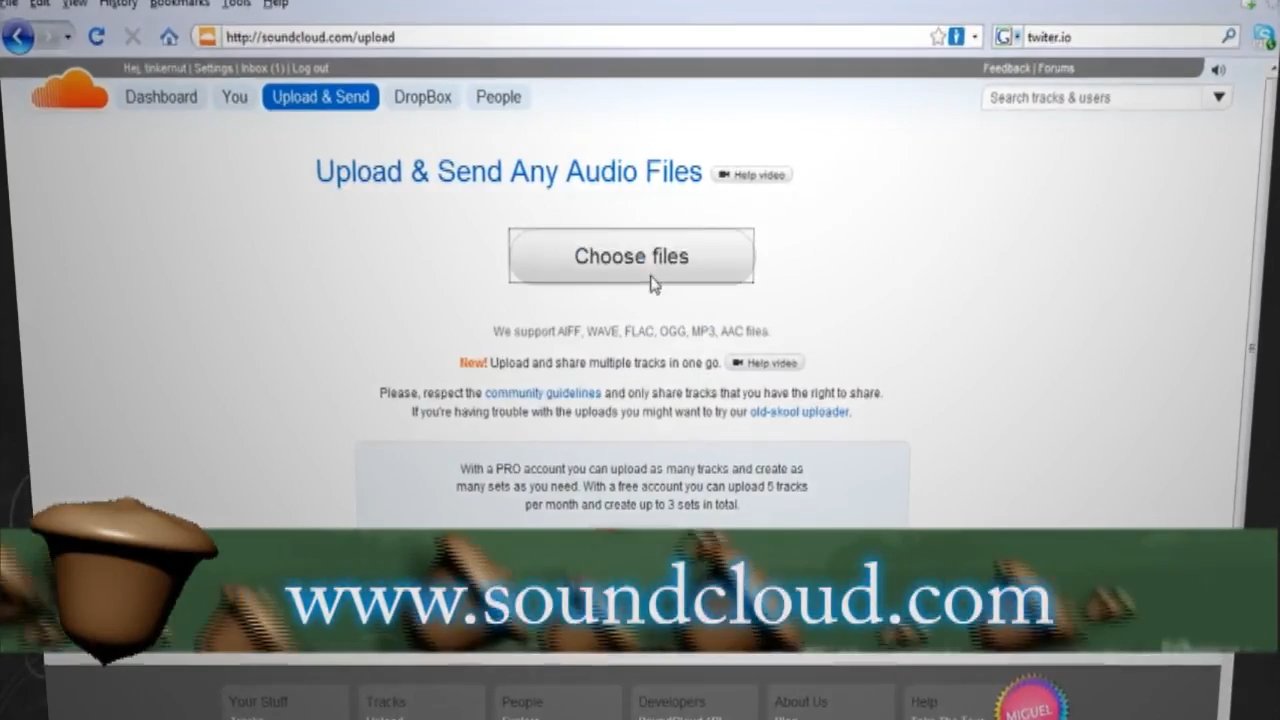 File Edit View History Bookmarks Tools Help
http://soundcloud.com/upload
twiter.io
Hej, tinkernut | Settings | Inbox (1) | Log out
Feedback | Forums
Dashboard You Upload & Send DropBox People
Search tracks & users
Upload & Send Any Audio Files Help video
Choose files
We support AIFF, WAVE, FLAC, OGG, MP3, AAC files.
New! Upload and share multiple tracks in one go. Help video
Please, respect the community guidelines and only share tracks that you have the right to share.
If you're having trouble with the uploads you might want to try our old-skool uploader.
With a PRO account you can upload as many tracks and create as
many sets as you need. With a free account you can upload 5 tracks
per month and create up to 3 sets in total.
www.soundcloud.com
Your Stuff Tracks People Developers About Us Help
MIGUEL